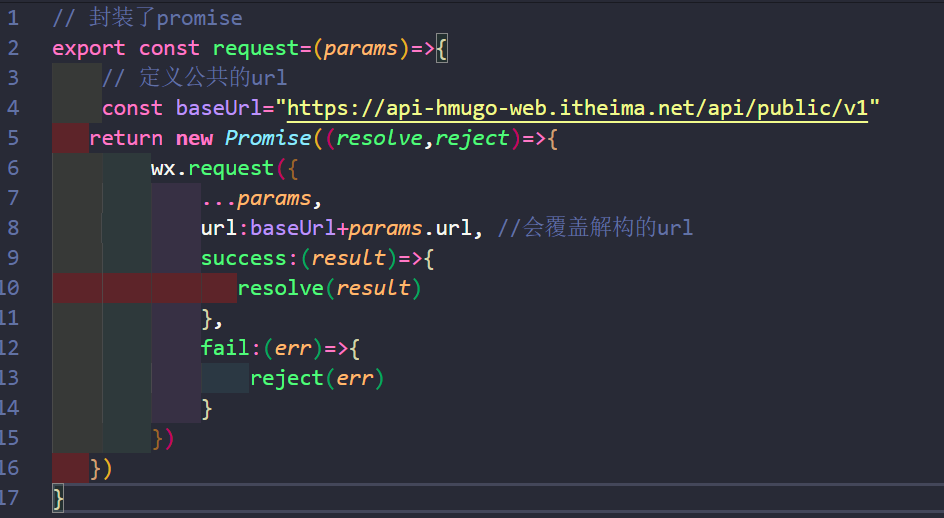 1 // 封装了promise
2 export const request=(params)=>{
3 // 定义公共的url
4 const baseUrl="https://api-hmugo-web.itheima.net/api/public/v1"
5 return new Promise((resolve,reject)=>{
6 wx.request({
7 ...params,
8 url:baseUrl+params.url, //会覆盖解构的url
9 success:(result)=>{
10 resolve(result)
11 },
12 fail:(err)=>{
13 reject(err)
14 }
15 })
16 })
17 }